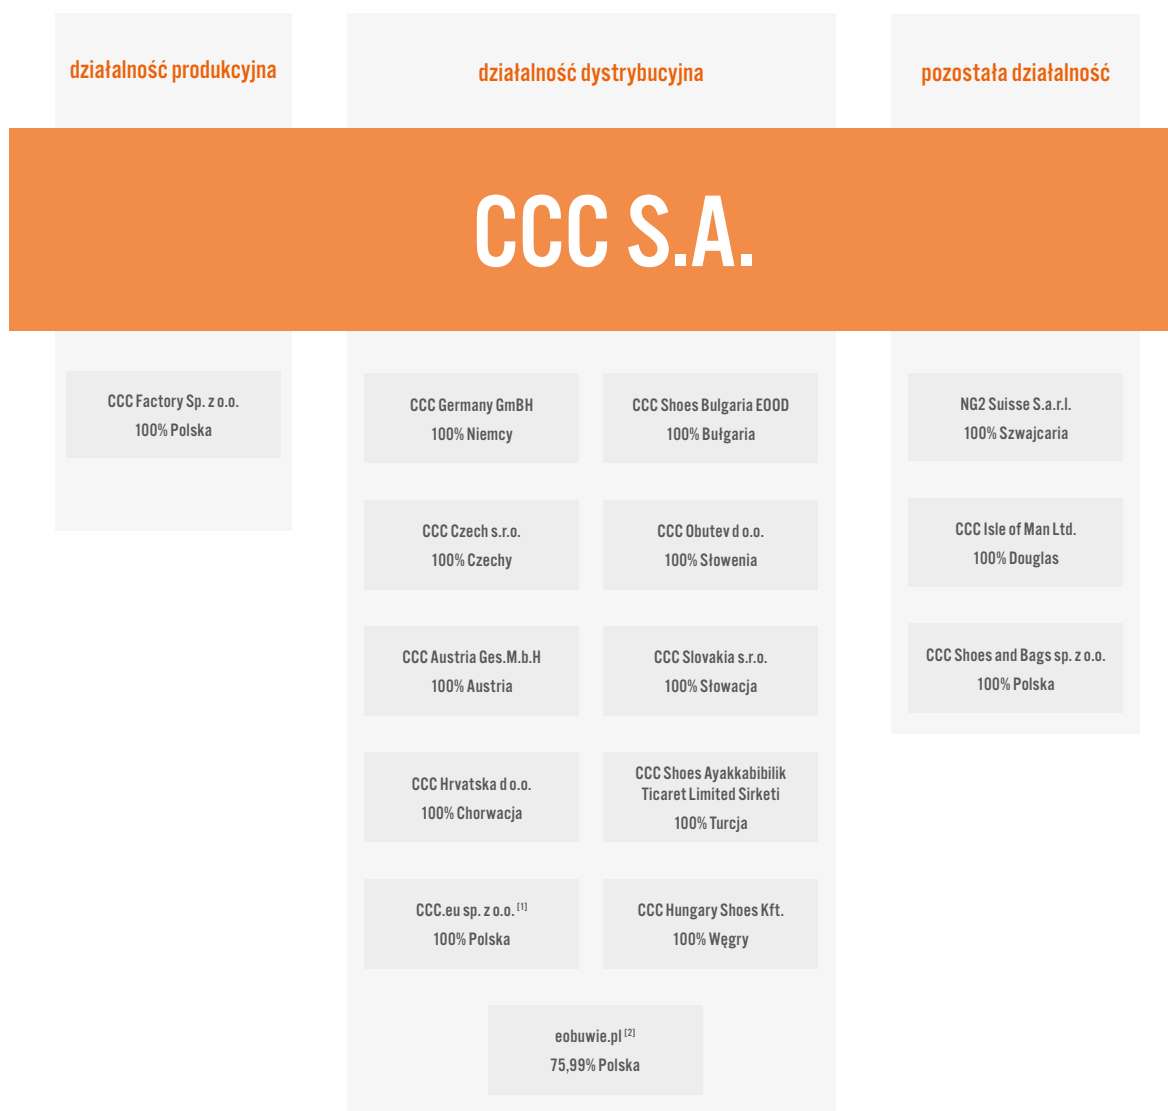 działalność produkcyjna
działalność dystrybucyjna
pozostała działalność
CCC S.A.
CCC Factory Sp. z o.o.
100% Polska
CCC Germany GmBH
100% Niemcy
CCC Shoes Bulgaria EOOD
100% Bułgaria
CCC Czech s.r.o.
100% Czechy
CCC Obutev d o.o.
100% Słowenia
CCC Austria Ges.M.b.H
100% Austria
CCC Slovakia s.r.o.
100% Słowacja
CCC Hrvatska d o.o.
100% Chorwacja
CCC Shoes Ayakkabibilik
Ticaret Limited Sirketi
100% Turcja
CCC.eu sp. z o.o. [1]
100% Polska
CCC Hungary Shoes Kft.
100% Węgry
eobuwie.pl [2]
75,99% Polska
NG2 Suisse S.a.r.l.
100% Szwajcaria
CCC Isle of Man Ltd.
100% Douglas
CCC Shoes and Bags sp. z o.o.
100% Polska